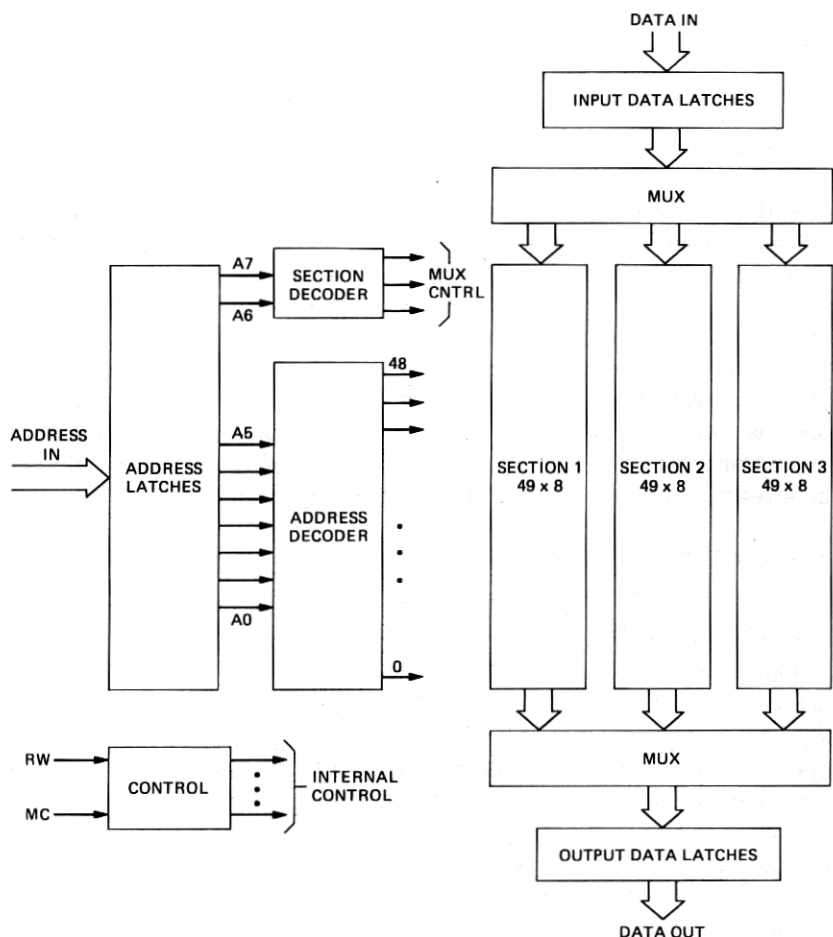 DATA IN
INPUT DATA LATCHES
MUX
A7
SECTION
DECODER
MUX
CNTRL
A6
48
ADDRESS
IN
ADDRESS
LATCHES
A5
ADDRESS
DECODER
A0
0
SECTION 1
49 x 8
SECTION 2
49 x 8
SECTION 3
49 x 8
RW
MC
CONTROL
INTERNAL
CONTROL
MUX
OUTPUT DATA LATCHES
DATA OUT